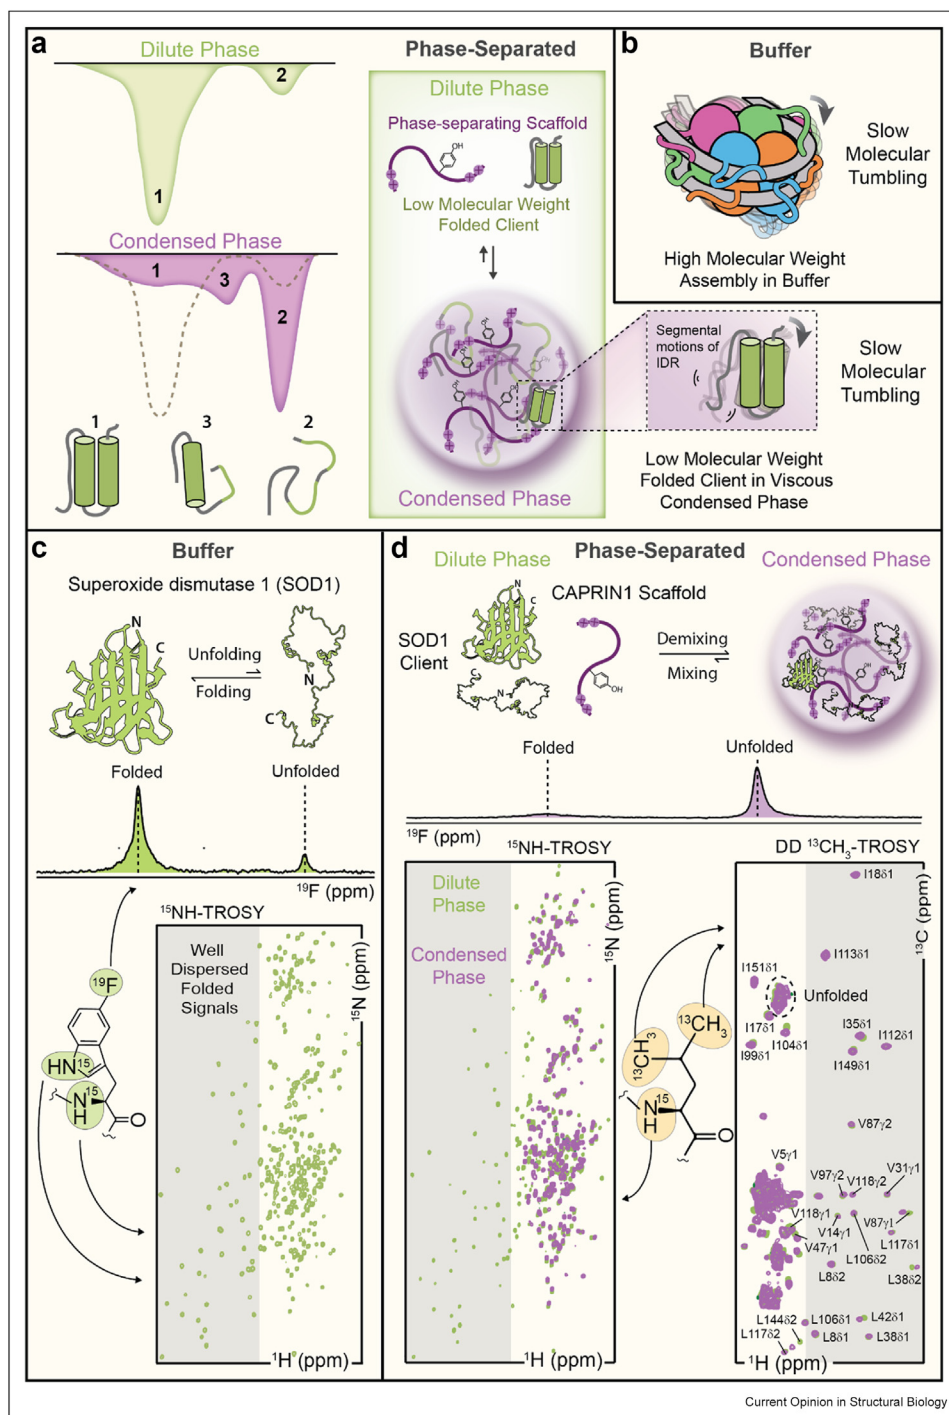 a
Dilute Phase
2
1
Condensed Phase
1
3
2
1
3
2
Phase-Separated
Dilute Phase
Phase-separating Scaffold
OH
Low Molecular Weight
Folded Client
Condensed Phase
b
Buffer
Slow
Molecular
Tumbling
High Molecular Weight
Assembly in Buffer
Segmental
motions of
IDR
Slow
Molecular
Tumbling
Low Molecular Weight
Folded Client in Viscous
Condensed Phase
c
Buffer
Superoxide dismutase 1 (SOD1)
N
C
Unfolding
Folding
N
C
Folded
Unfolded
¹⁹F (ppm)
¹⁵NH-TROSY
Well
Dispersed
Folded
Signals
¹⁵N (ppm)
¹H (ppm)
¹⁹F
HN¹⁵
N¹⁵
H
O
d
Dilute Phase
Phase-Separated
Condensed Phase
N
C
SOD1
Client
CAPRIN1 Scaffold
C
N
OH
Demixing
Mixing
Folded
Unfolded
¹⁹F (ppm)
¹⁵NH-TROSY
Dilute
Phase
Condensed
Phase
¹⁵N (ppm)
¹H (ppm)
¹³CH₃
¹³CH₃
N¹⁵
H
O
DD ¹³CH₃-TROSY
¹³C (ppm)
I18δ1
I113δ1
I151δ1
Unfolded
I17δ1
I35δ1
I112δ1
I99δ1
I104δ1
I149δ1
V87γ2
V5γ1
V97γ2
V118γ2
V31γ1
V118γ1
V14γ1
V87γ1
V47γ1
L106δ2
L117δ1
L8δ2
L38δ2
L144δ2
L106δ1
L42δ1
L117δ2
L8δ1
L38δ1
¹H (ppm)
Current Opinion in Structural Biology